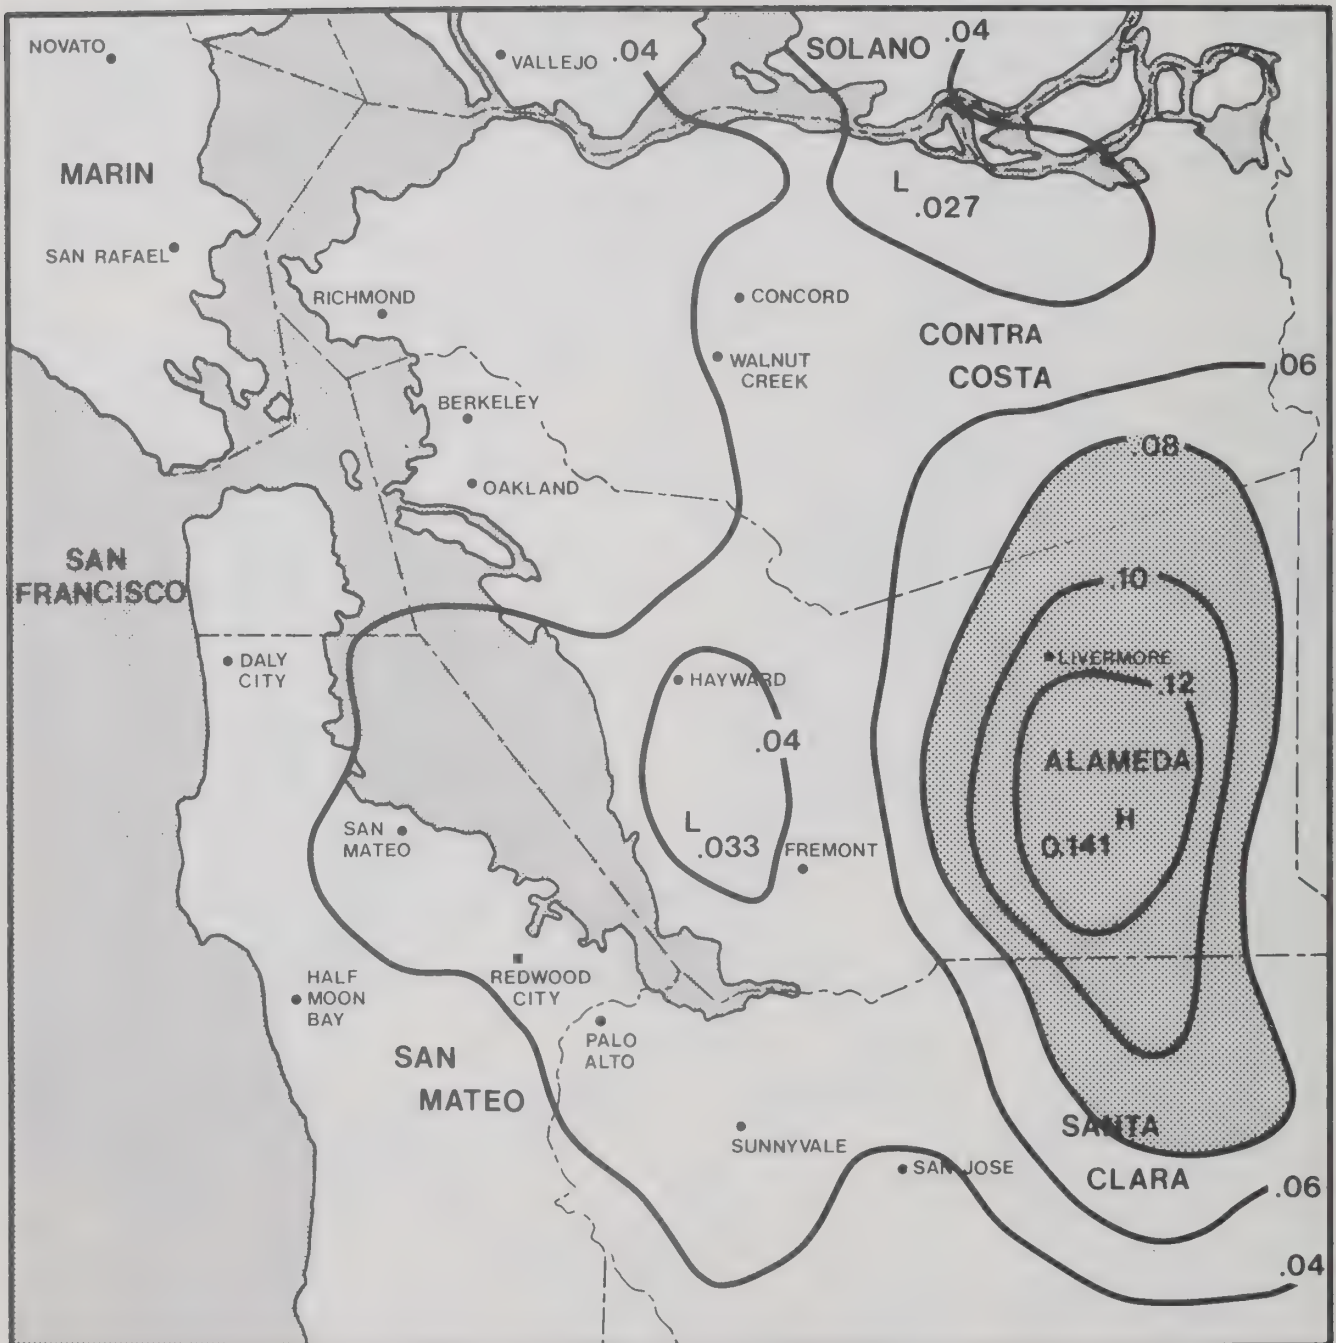 NOVATO
VALLEJO
.04
SOLANO
.04
MARIN
L
.027
SAN RAFAEL
RICHMOND
CONCORD
CONTRA
COSTA
WALNUT
CREEK
.06
BERKELEY
.08
OAKLAND
SAN
FRANCISCO
.10
DALY
CITY
HAYWARD
LIVERMORE
.12
.04
ALAMEDA
H
0.141
SAN
MATEO
L
.033
FREMONT
HALF
MOON
BAY
REDWOOD
CITY
PALO
ALTO
SAN
MATEO
SUNNYVALE
SANTA
CLARA
SAN JOSE
.06
.04